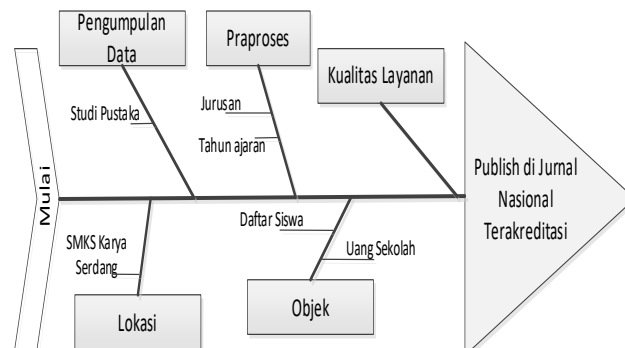 Pengumpulan
Data
Praproses
Kualitas Layanan
Studi Pustaka
Jurusan
Tahun ajaran
Mulai
Publish di Jurnal
Nasional
Terakreditasi
SMKS Karya
Serdang
Daftar Siswa
Uang Sekolah
Lokasi
Objek